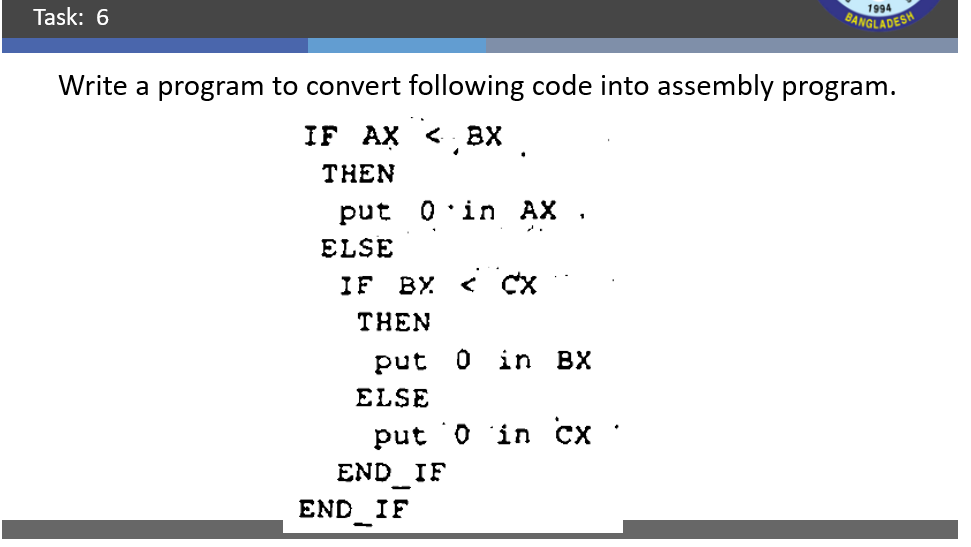 Task: 6
1994
BANGLADESH
Write a program to convert following code into assembly program.
IF AX < BX
THEN
put 0 in AX
ELSE
IF BX < CX
THEN
put 0 in BX
ELSE
put 0 in CX
END_IF
END_IF